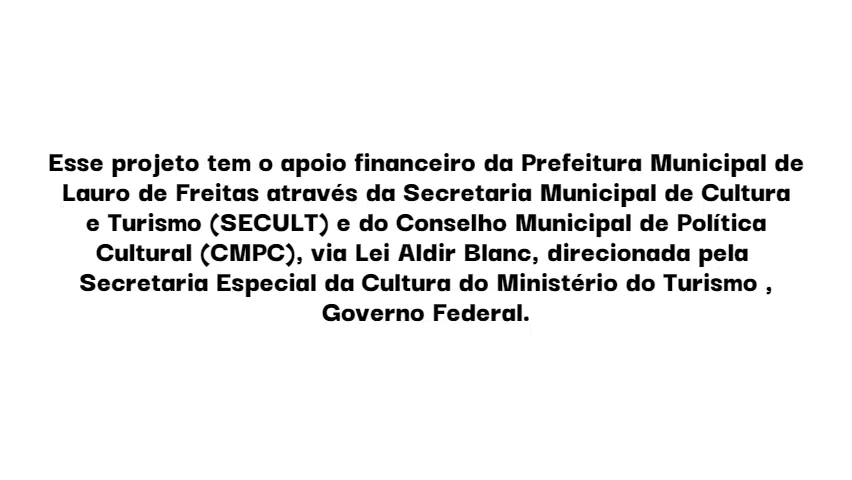 Esse projeto tem o apoio financeiro da Prefeitura Municipal de
Lauro de Freitas através da Secretaria Municipal de Cultura
e Turismo (SECULT) e do Conselho Municipal de Política
Cultural (CMPC), via Lei Aldir Blanc, direcionada pela
Secretaria Especial da Cultura do Ministério do Turismo ,
Governo Federal.